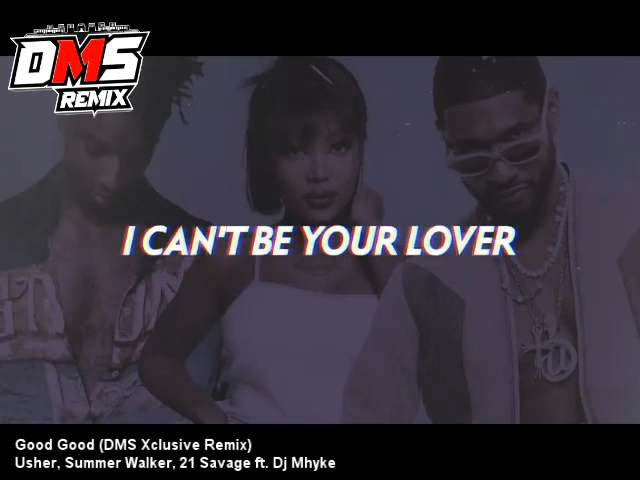 DMS
REMIX
I CAN'T BE YOUR LOVER
Good Good (DMS Xclusive Remix)
Usher, Summer Walker, 21 Savage ft. Dj Mhyke